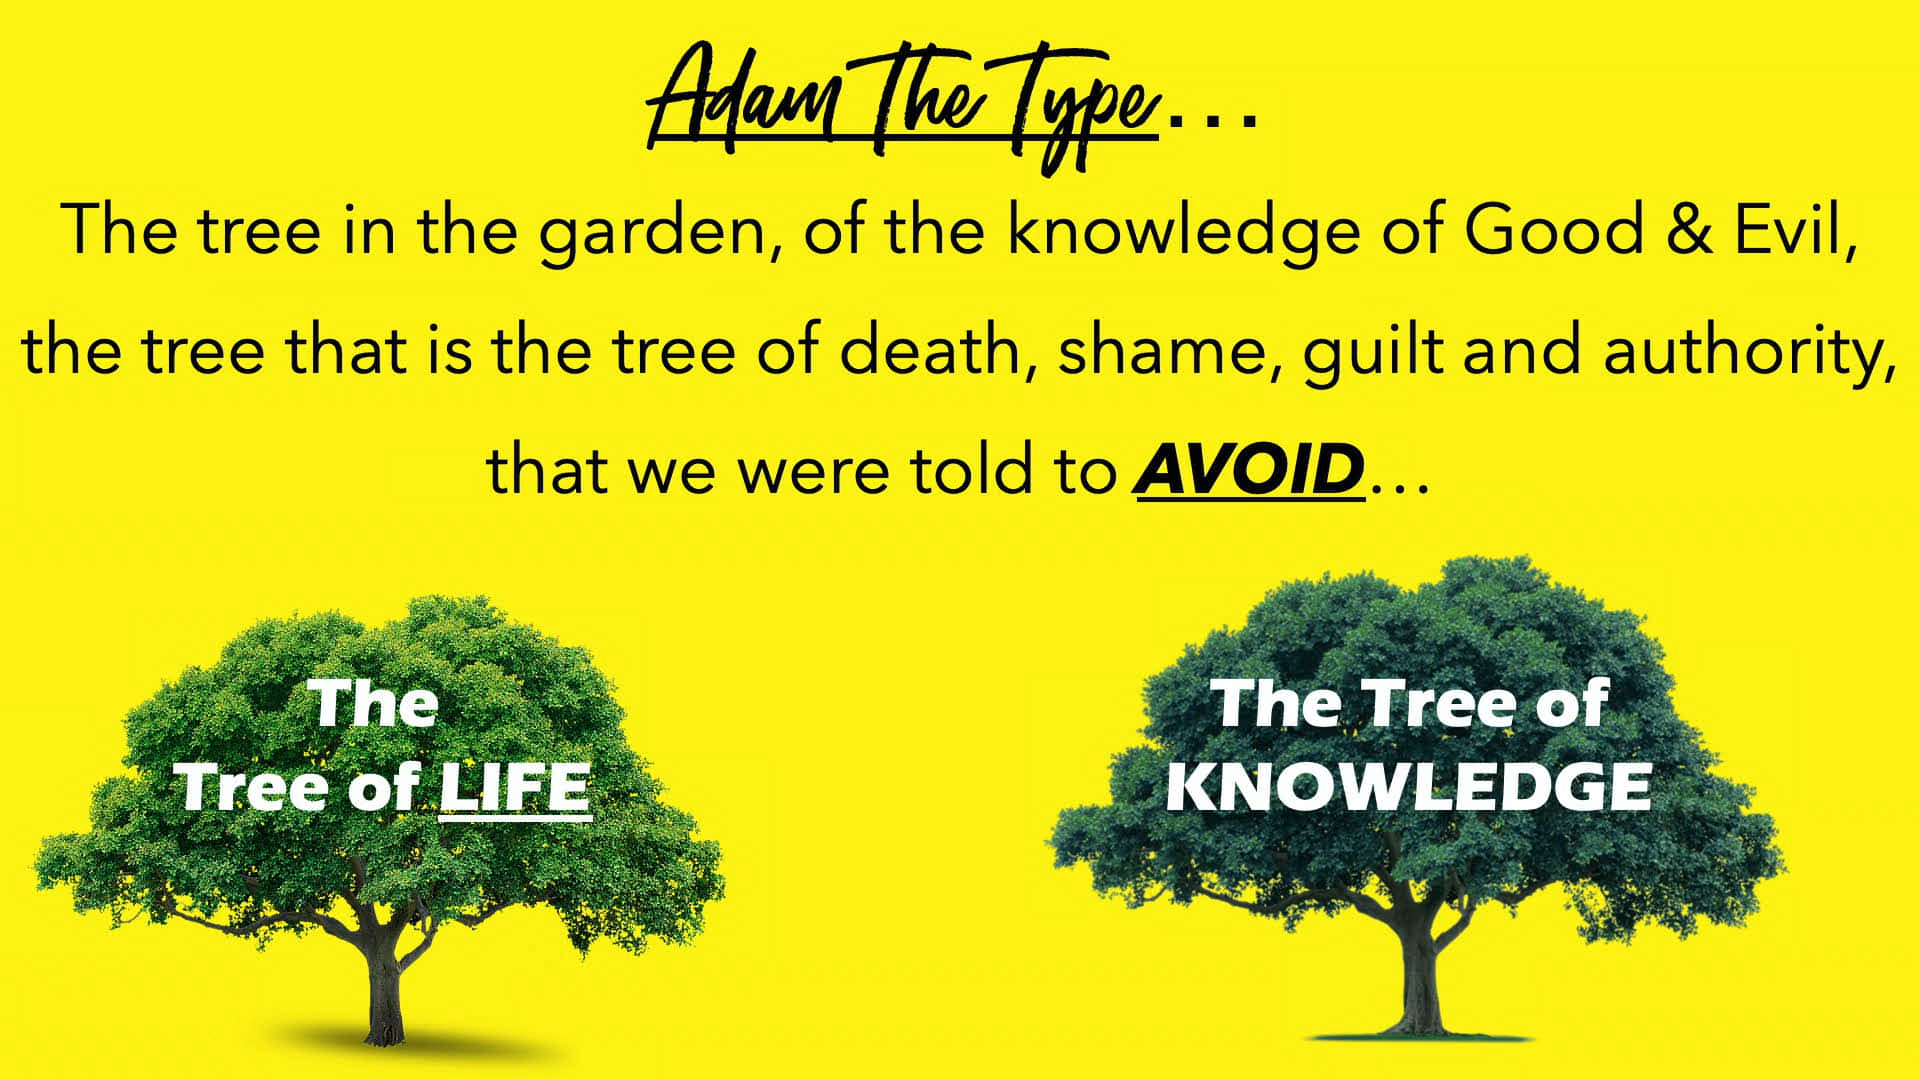 Adam The Type...
The tree in the garden, of the knowledge of Good & Evil,
the tree that is the tree of death, shame, guilt and authority,
that we were told to AVOID...
The
Tree of LIFE
The Tree of
KNOWLEDGE